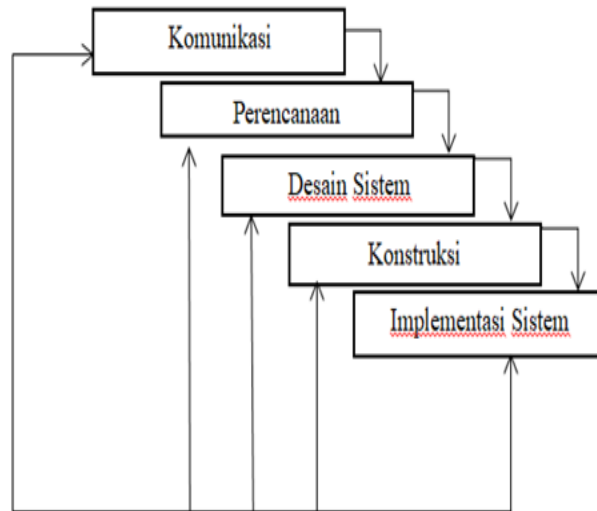 Komunikasi
Perencanaan
Desain Sistem
Konstruksi
Implementasi Sistem